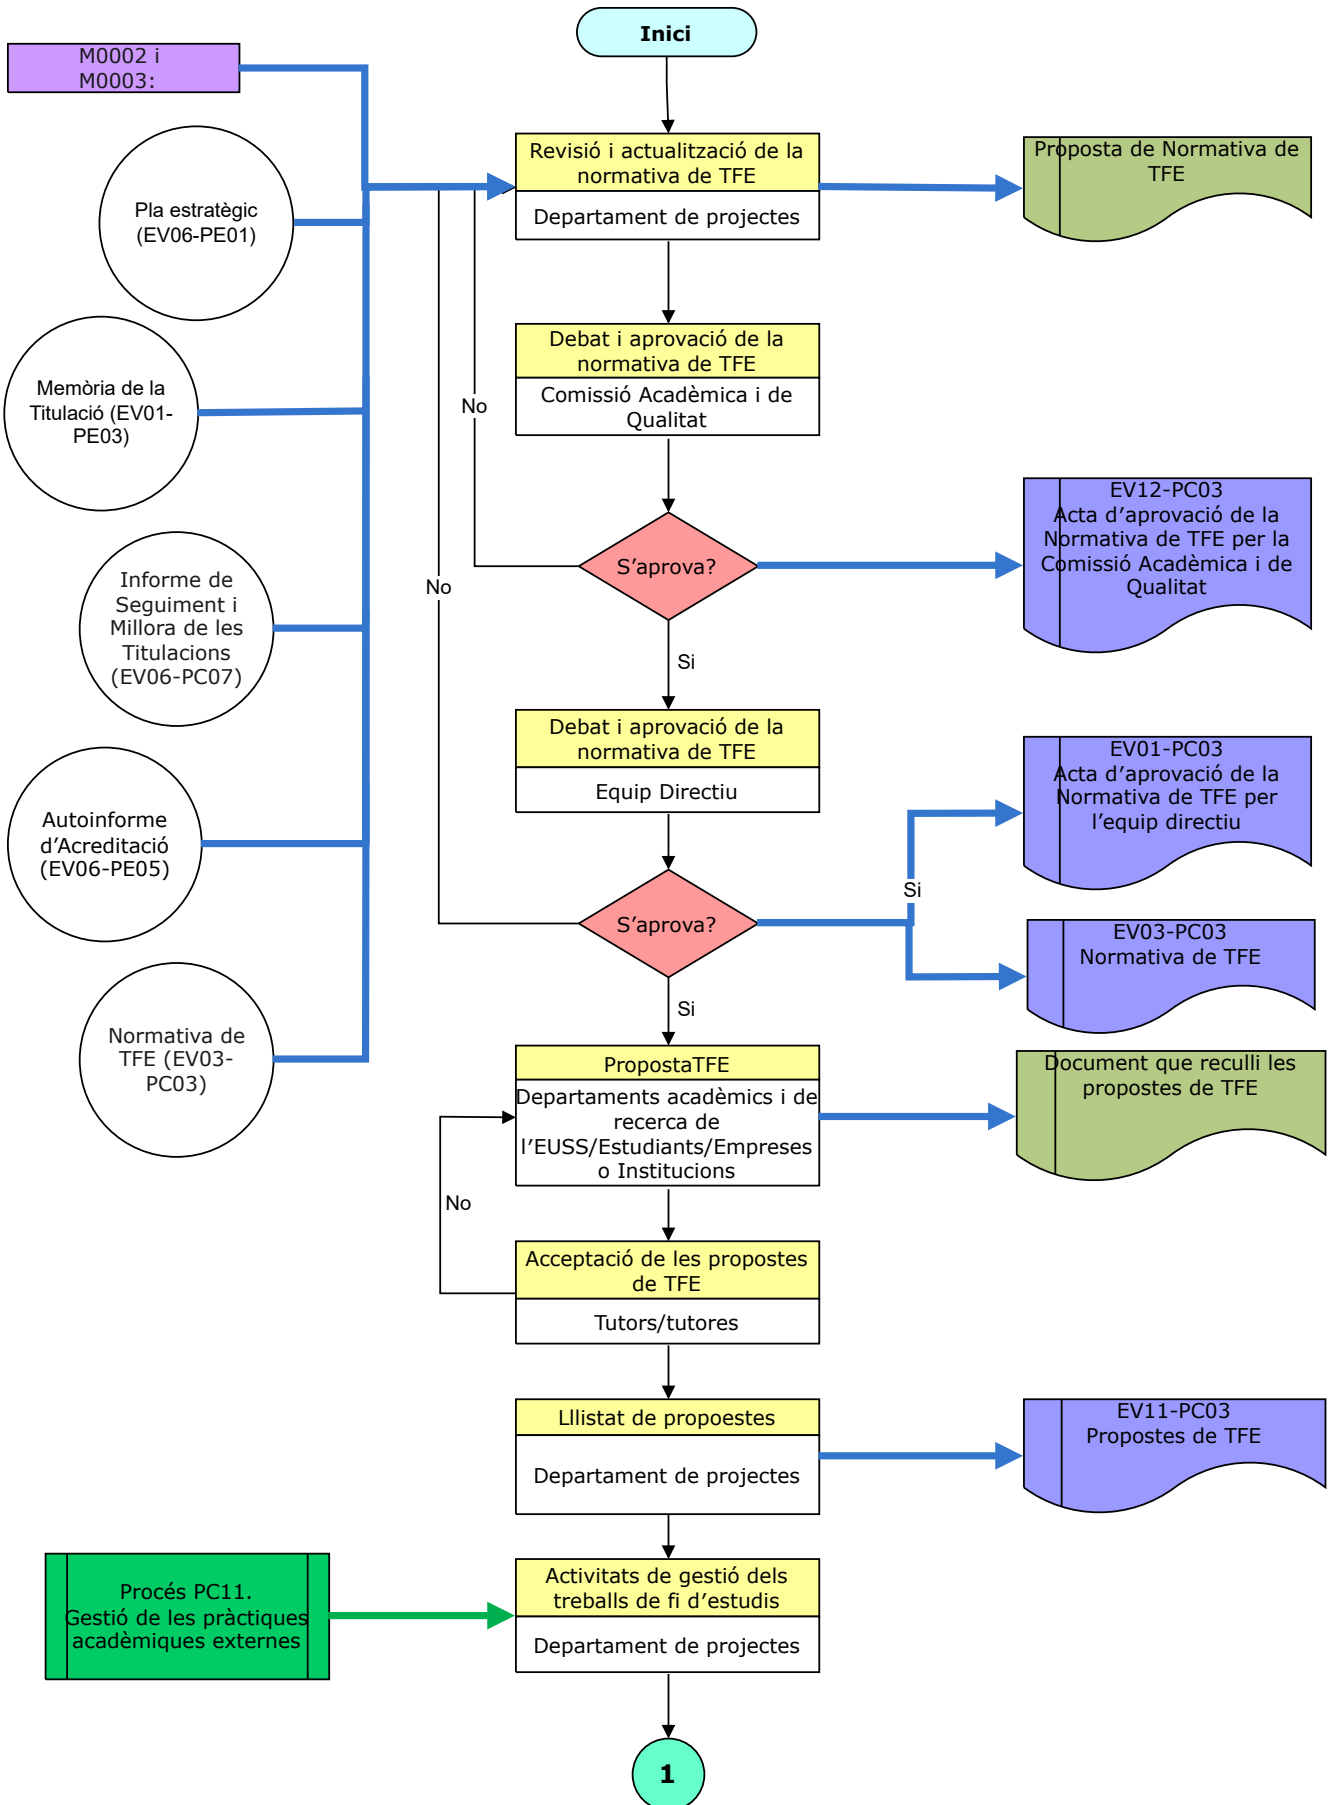 Inici
M0002 i
M0003:
Revisió i actualització de la
normativa de TFE
Departament de projectes
Proposta de Normativa de
TFE
Pla estratègic
(EV06-PE01)
Debat i aprovació de la
normativa de TFE
Comissió Acadèmica i de
Qualitat
Memòria de la
Titulació (EV01-
PE03)
No
S'aprova?
EV12-PC03
Acta d'aprovació de la
Normativa de TFE per la
Comissió Acadèmica i de
Qualitat
No
Informe de
Seguiment i
Millora de les
Titulacions
(EV06-PC07)
Si
Debat i aprovació de la
normativa de TFE
Equip Directiu
EV01-PC03
Acta d'aprovació de la
Normativa de TFE per
l'equip directiu
Autoinforme
d'Acreditació
(EV06-PE05)
S'aprova?
Si
EV03-PC03
Normativa de TFE
Si
Normativa de
TFE (EV03-
PC03)
PropostaTFE
Departaments acadèmics i de
recerca de
l'EUSS/Estudiants/Empreses
o Institucions
Document que reculli les
propostes de TFE
No
Acceptació de les propostes
de TFE
Tutors/tutores
Lllistat de propoestes
Departament de projectes
EV11-PC03
Propostes de TFE
Procés PC11.
Gestió de les pràctiques
acadèmiques externes
Activitats de gestió dels
treballs de fi d'estudis
Departament de projectes
1